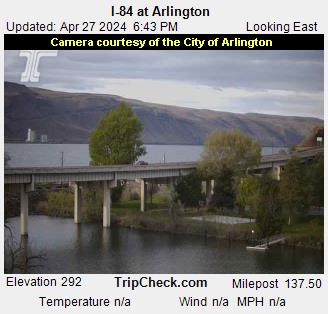 I-84 at Arlington
Updated: Apr 27 2024 6:43 PM Looking East
Camera courtesy of the City of Arlington
Elevation 292 TripCheck.com Milepost 137.50
Temperature n/a Wind n/a MPH n/a